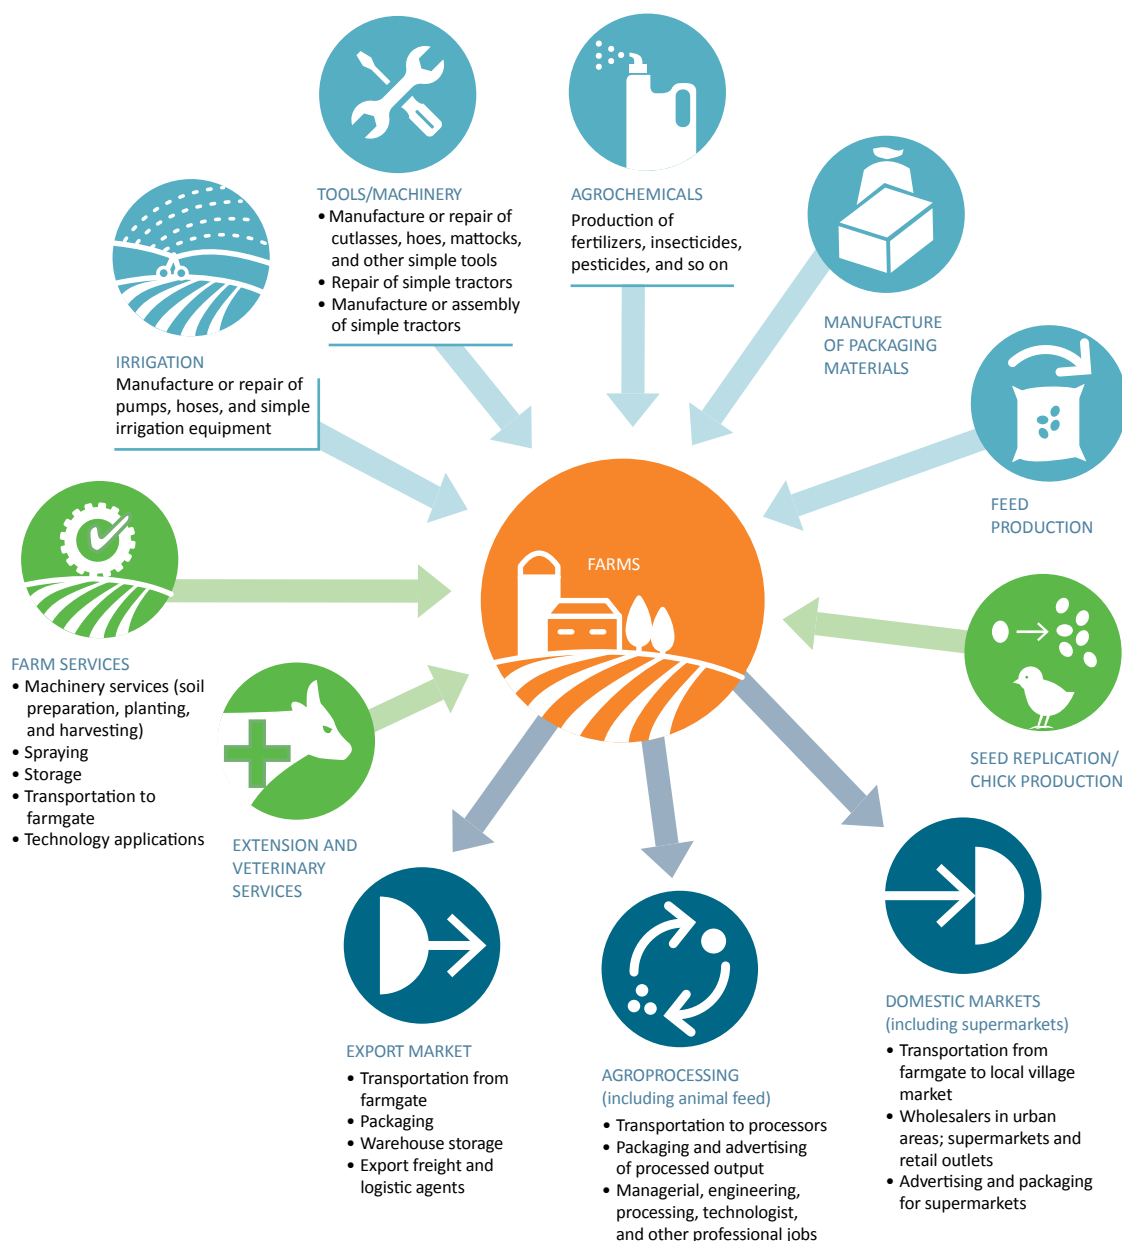 TOOLS/MACHINERY
• Manufacture or repair of
cutlasses, hoes, mattocks,
and other simple tools
• Repair of simple tractors
• Manufacture or assembly
of simple tractors
AGROCHEMICALS
Production of
fertilizers, insecticides,
pesticides, and so on
MANUFACTURE
OF PACKAGING
MATERIALS
IRRIGATION
Manufacture or repair of
pumps, hoses, and simple
irrigation equipment
FEED
PRODUCTION
FARMS
FARM SERVICES
• Machinery services (soil
preparation, planting,
and harvesting)
• Spraying
• Storage
• Transportation to
farmgate
• Technology applications
SEED REPLICATION/
CHICK PRODUCTION
EXTENSION AND
VETERINARY
SERVICES
EXPORT MARKET
• Transportation from
farmgate
• Packaging
• Warehouse storage
• Export freight and
logistic agents
AGROPROCESSING
(including animal feed)
• Transportation to processors
• Packaging and advertising
of processed output
• Managerial, engineering,
processing, technologist,
and other professional jobs
DOMESTIC MARKETS
(including supermarkets)
• Transportation from
farmgate to local village
market
• Wholesalers in urban
areas; supermarkets and
retail outlets
• Advertising and packaging
for supermarkets